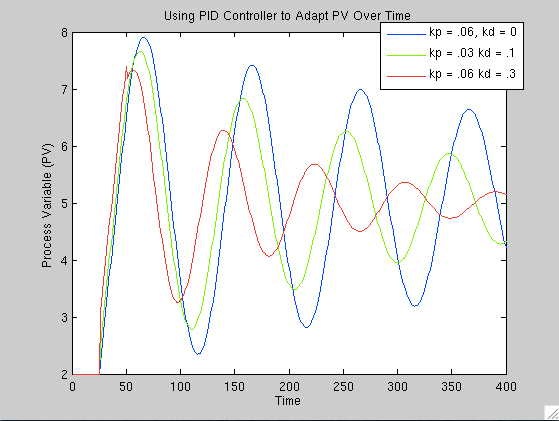 Using PID Controller to Adapt PV Over Time
kp = .06, kd = 0
kp = .03 kd = .1
kp = .06 kd = .3
Process Variable (PV)
8
7
6
5
4
3
2
0 50 100 150 200 250 300 350 400
Time